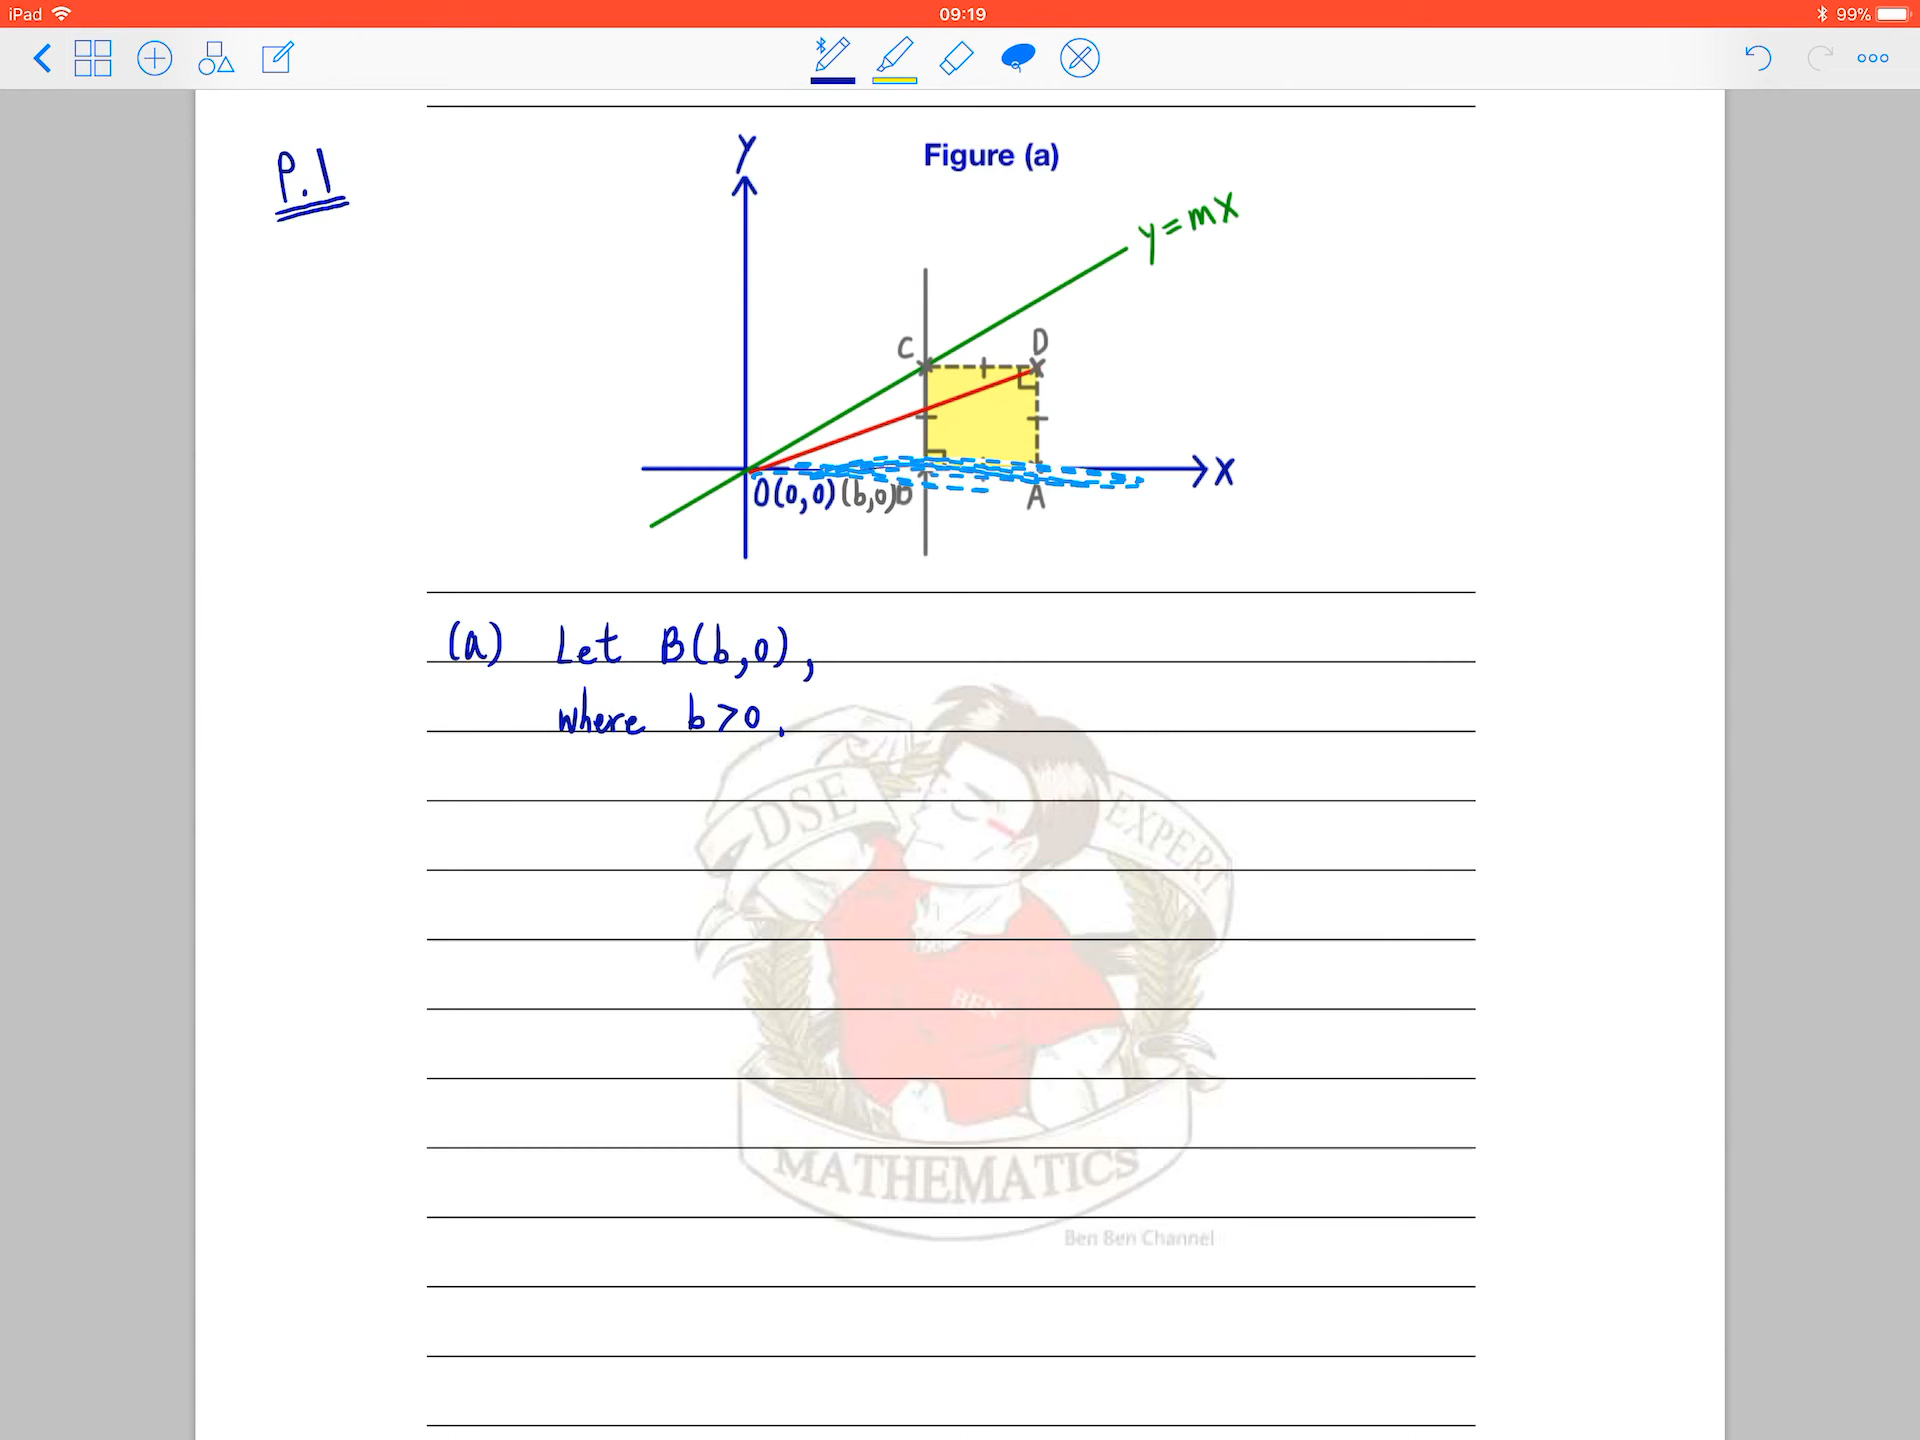 iPad 09:19 99%
P.1
Figure (a)
Y
y=mx
C D
O(0,0) (b,0)B A X
(a) Let B(b,0),
where b>0.
DSE EXPERT
BEN
MATHEMATICS
Ben Ben Channel